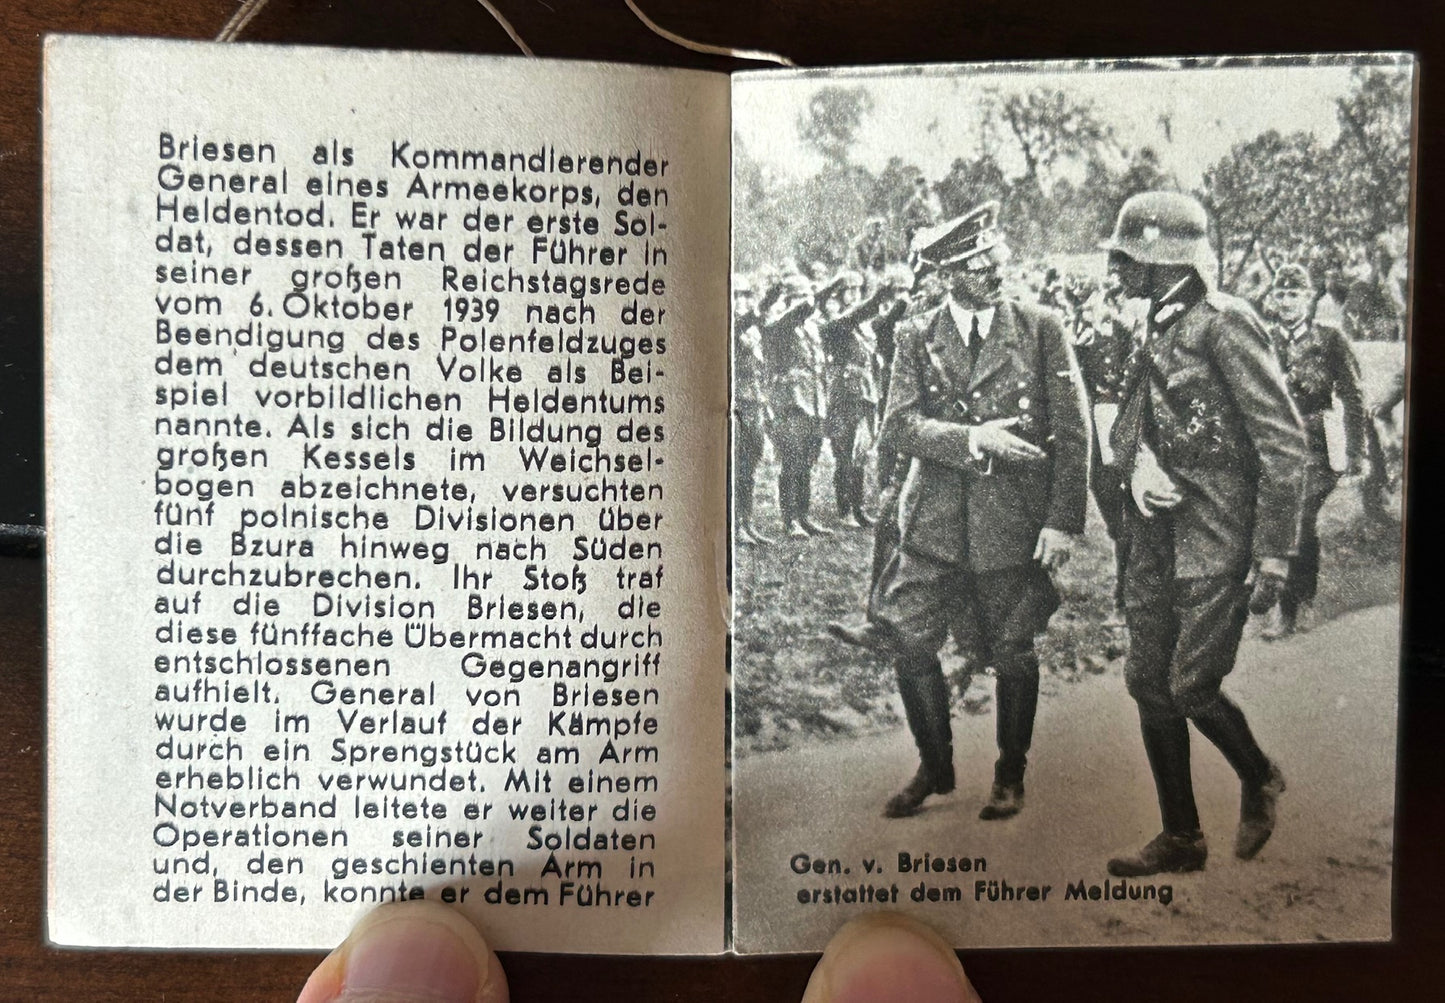 Briesen als Kommandierender
General eines Armeekorps, den
Heldentod. Er war der erste Sol-
dat, dessen Taten der Führer in
seiner großen Reichstagsrede
vom 6. Oktober 1939 nach der
Beendigung des Polenfeldzuges
dem deutschen Volke als Bei-
spiel vorbildlichen Heldentums
nannte. Als sich die Bildung des
großen Kessels im Weichsel-
bogen abzeichnete, versuchten
fünf polnische Divisionen über
die Bzura hinweg nach Süden
durchzubrechen. Ihr Stoß traf
auf die Division Briesen, die
diese fünffache Übermacht durch
entschlossenen Gegenangriff
aufhielt. General von Briesen
wurde im Verlauf der Kämpfe
durch ein Sprengstück am Arm
erheblich verwundet. Mit einem
Notverband leitete er weiter die
Operationen seiner Soldaten
und, den geschienten Arm in
der Binde, konnte er dem Führer
Gen. v. Briesen
erstattet dem Führer Meldung